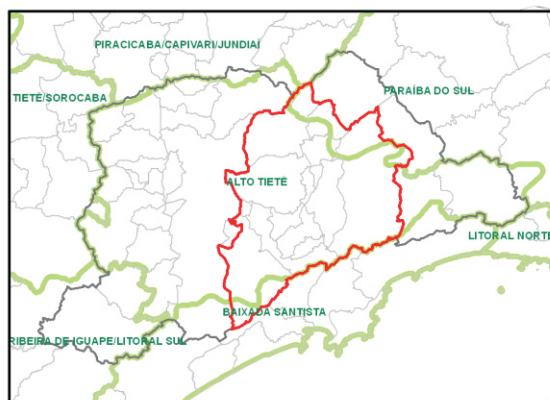 PIRACICABA/CAPIVARI/JUNDIAÍ
PARAÍBA DO SUL
TIETÊ/SOROCABA
ALTO TIETÊ
LITORAL NORTE
BAIXADA SANTISTA
RIBEIRA DE IGUAPE/LITORAL SUL